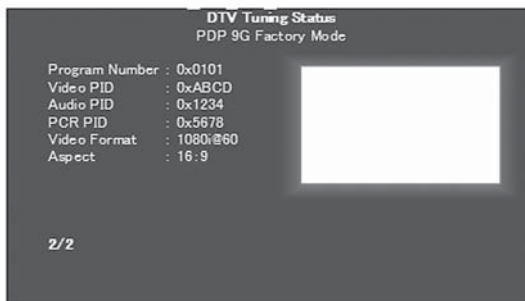 DTV Tuning Status
PDP 9G Factory Mode
Program Number : 0x0101
Video PID : 0xABCD
Audio PID : 0x1234
PCR PID : 0x5678
Video Format : 1080i@60
Aspect : 16:9
2/2